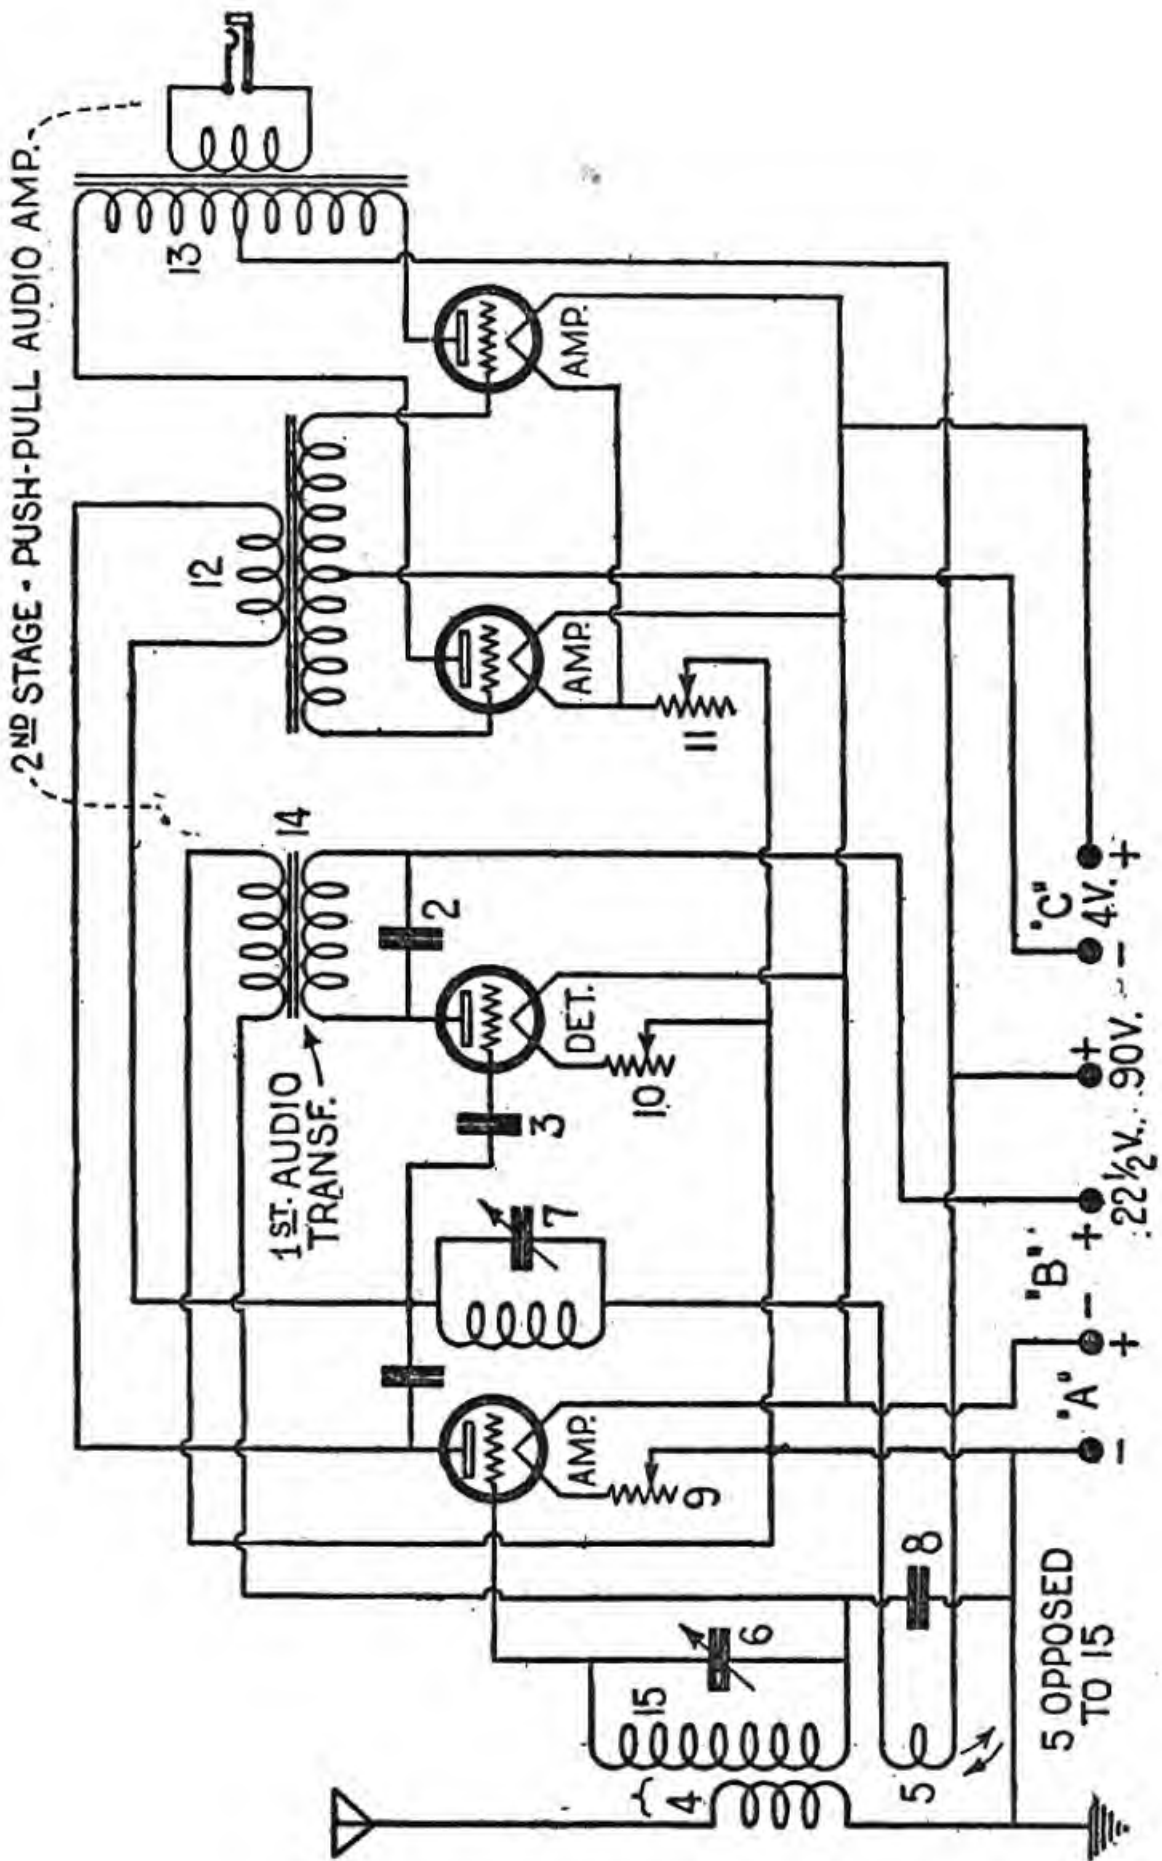 2ND STAGE - PUSH-PULL AUDIO AMP.
13
12
AMP.
AMP.
11
14
1ST. AUDIO
TRANSF.
2
DET.
3
10
7
AMP.
9
15
6
4
5
8
5 OPPOSED
TO 15
- "A" +
- "B" +
22½V.
+
90V.
- "C" +
4V.